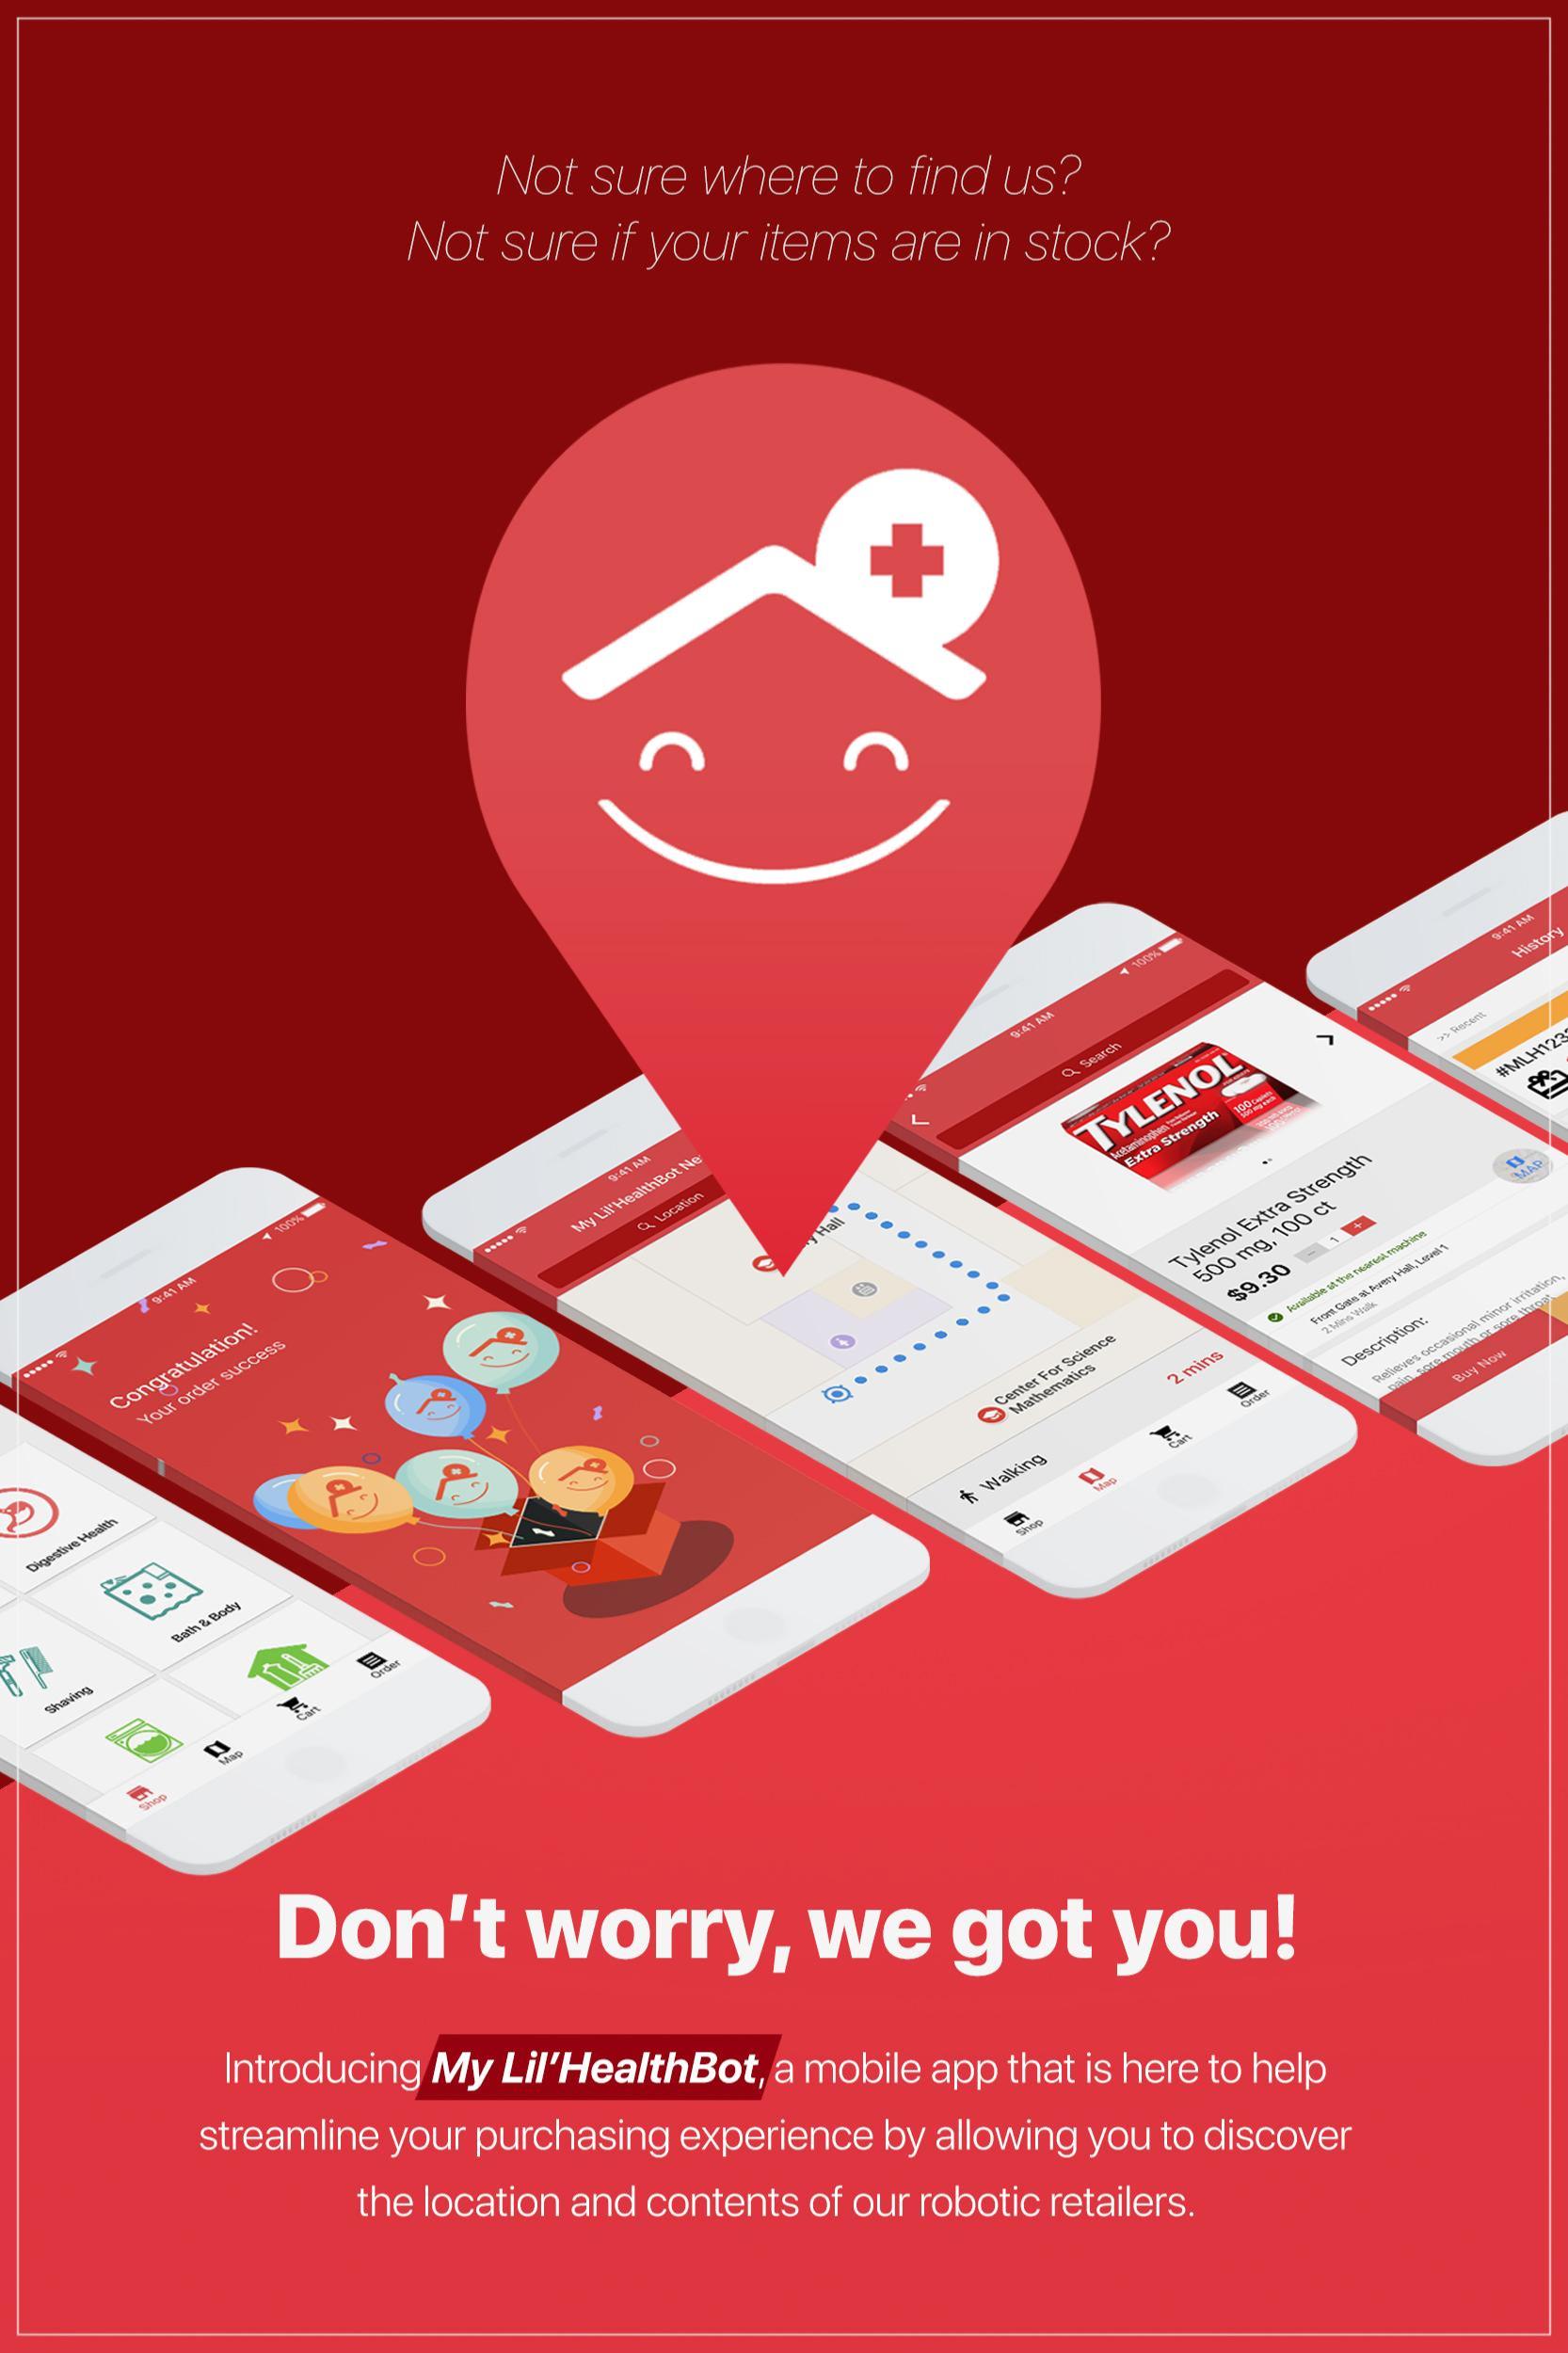 Not sure where to find us?
Not sure if your items are in stock?
9:41 AM
History
>> Recent
100%
9:41 AM
Search
TYLENOL
Acetaminophen
Extra Strength
100 Caplets
500 mg each
Tylenol Extra Strength
500 mg, 100 ct
MAP
$9.30
1
Available at the nearest machine
Front Gate at Avery Hall, Level 1
2 Mins Walk
Description:
Relieves occasional minor irritation,
pain, sore mouth or sore throat
Buy Now
9:41 AM
My Lil'HealthBot
Location
Hall
Center For Science
Mathematics
2 mins
Walking
Shop
Map
Cart
Order
100%
9:41 AM
Congratulation!
Your order success
Digestive Health
Bath & Body
Shaving
Shop
Map
Cart
Order
Don't worry, we got you!
Introducing My Lil'HealthBot, a mobile app that is here to help
streamline your purchasing experience by allowing you to discover
the location and contents of our robotic retailers.